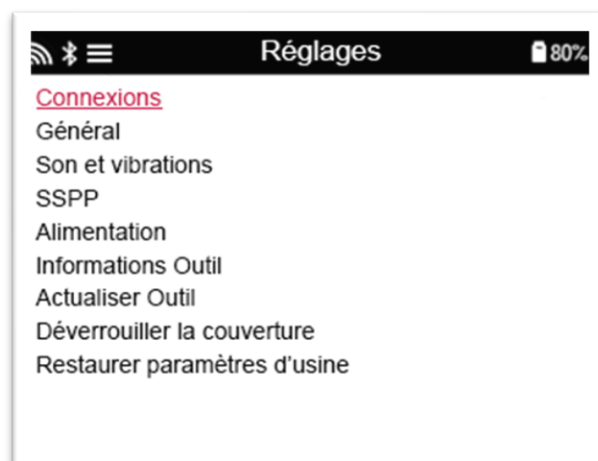 Réglages 80%
Connexions
Général
Son et vibrations
SSPP
Alimentation
Informations Outil
Actualiser Outil
Déverrouiller la couverture
Restaurer paramètres d'usine